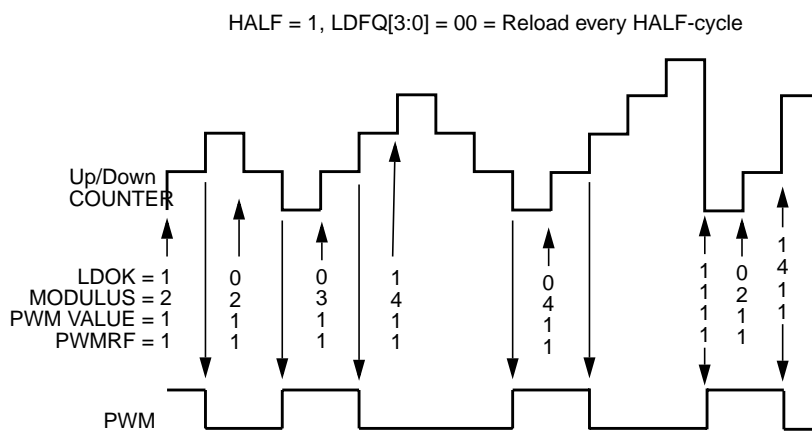 HALF = 1, LDFQ[3:0] = 00 = Reload every HALF-cycle
Up/Down
COUNTER
LDOK = 1 0 0 1 0 1 0 1
MODULUS = 2 2 3 4 4 1 2 4
PWM VALUE = 1 1 1 1 1 1 1 1
PWMRF = 1 1 1 1 1 1 1 1
PWM